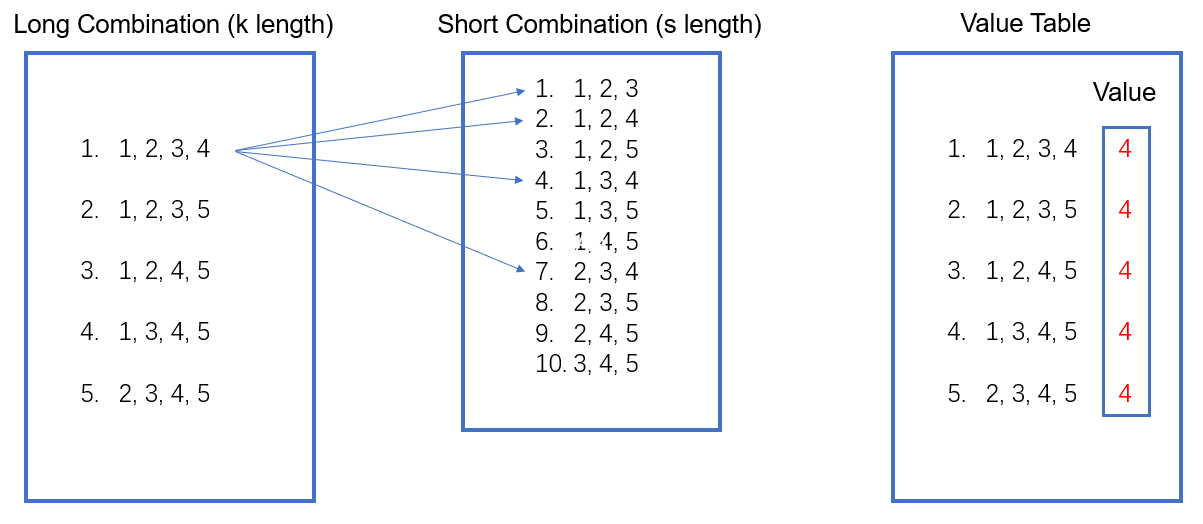 Long Combination (k length)
1. 1, 2, 3, 4
2. 1, 2, 3, 5
3. 1, 2, 4, 5
4. 1, 3, 4, 5
5. 2, 3, 4, 5
Short Combination (s length)
1. 1, 2, 3
2. 1, 2, 4
3. 1, 2, 5
4. 1, 3, 4
5. 1, 3, 5
6. 1, 4, 5
7. 2, 3, 4
8. 2, 3, 5
9. 2, 4, 5
10. 3, 4, 5
Value Table
Value
1. 1, 2, 3, 4 4
2. 1, 2, 3, 5 4
3. 1, 2, 4, 5 4
4. 1, 3, 4, 5 4
5. 2, 3, 4, 5 4